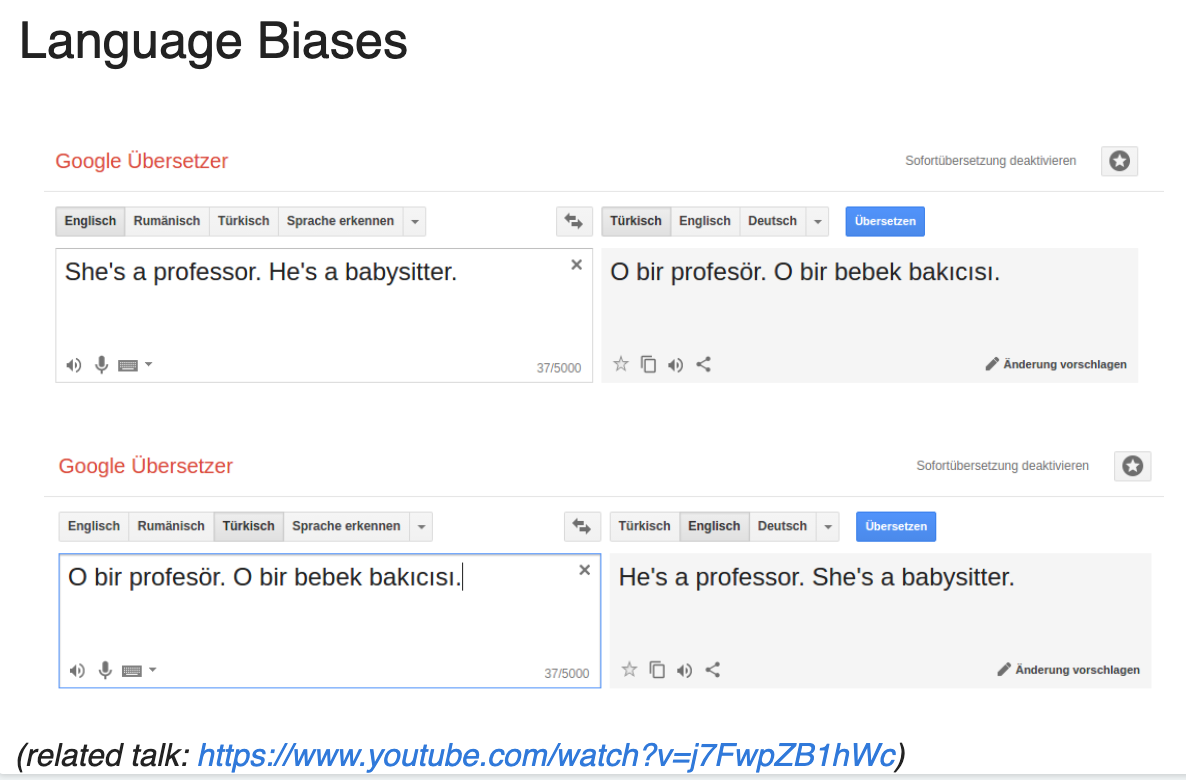 Language Biases
Google Übersetzer
Sofortübersetzung deaktivieren
Englisch Rumänisch Türkisch Sprache erkennen
Türkisch Englisch Deutsch Übersetzen
She's a professor. He's a babysitter.
O bir profesör. O bir bebek bakıcısı.
37/5000
Änderung vorschlagen
Google Übersetzer
Sofortübersetzung deaktivieren
Englisch Rumänisch Türkisch Sprache erkennen
Türkisch Englisch Deutsch Übersetzen
O bir profesör. O bir bebek bakıcısı.
He's a professor. She's a babysitter.
37/5000
Änderung vorschlagen
(related talk: https://www.youtube.com/watch?v=j7FwpZB1hWc)